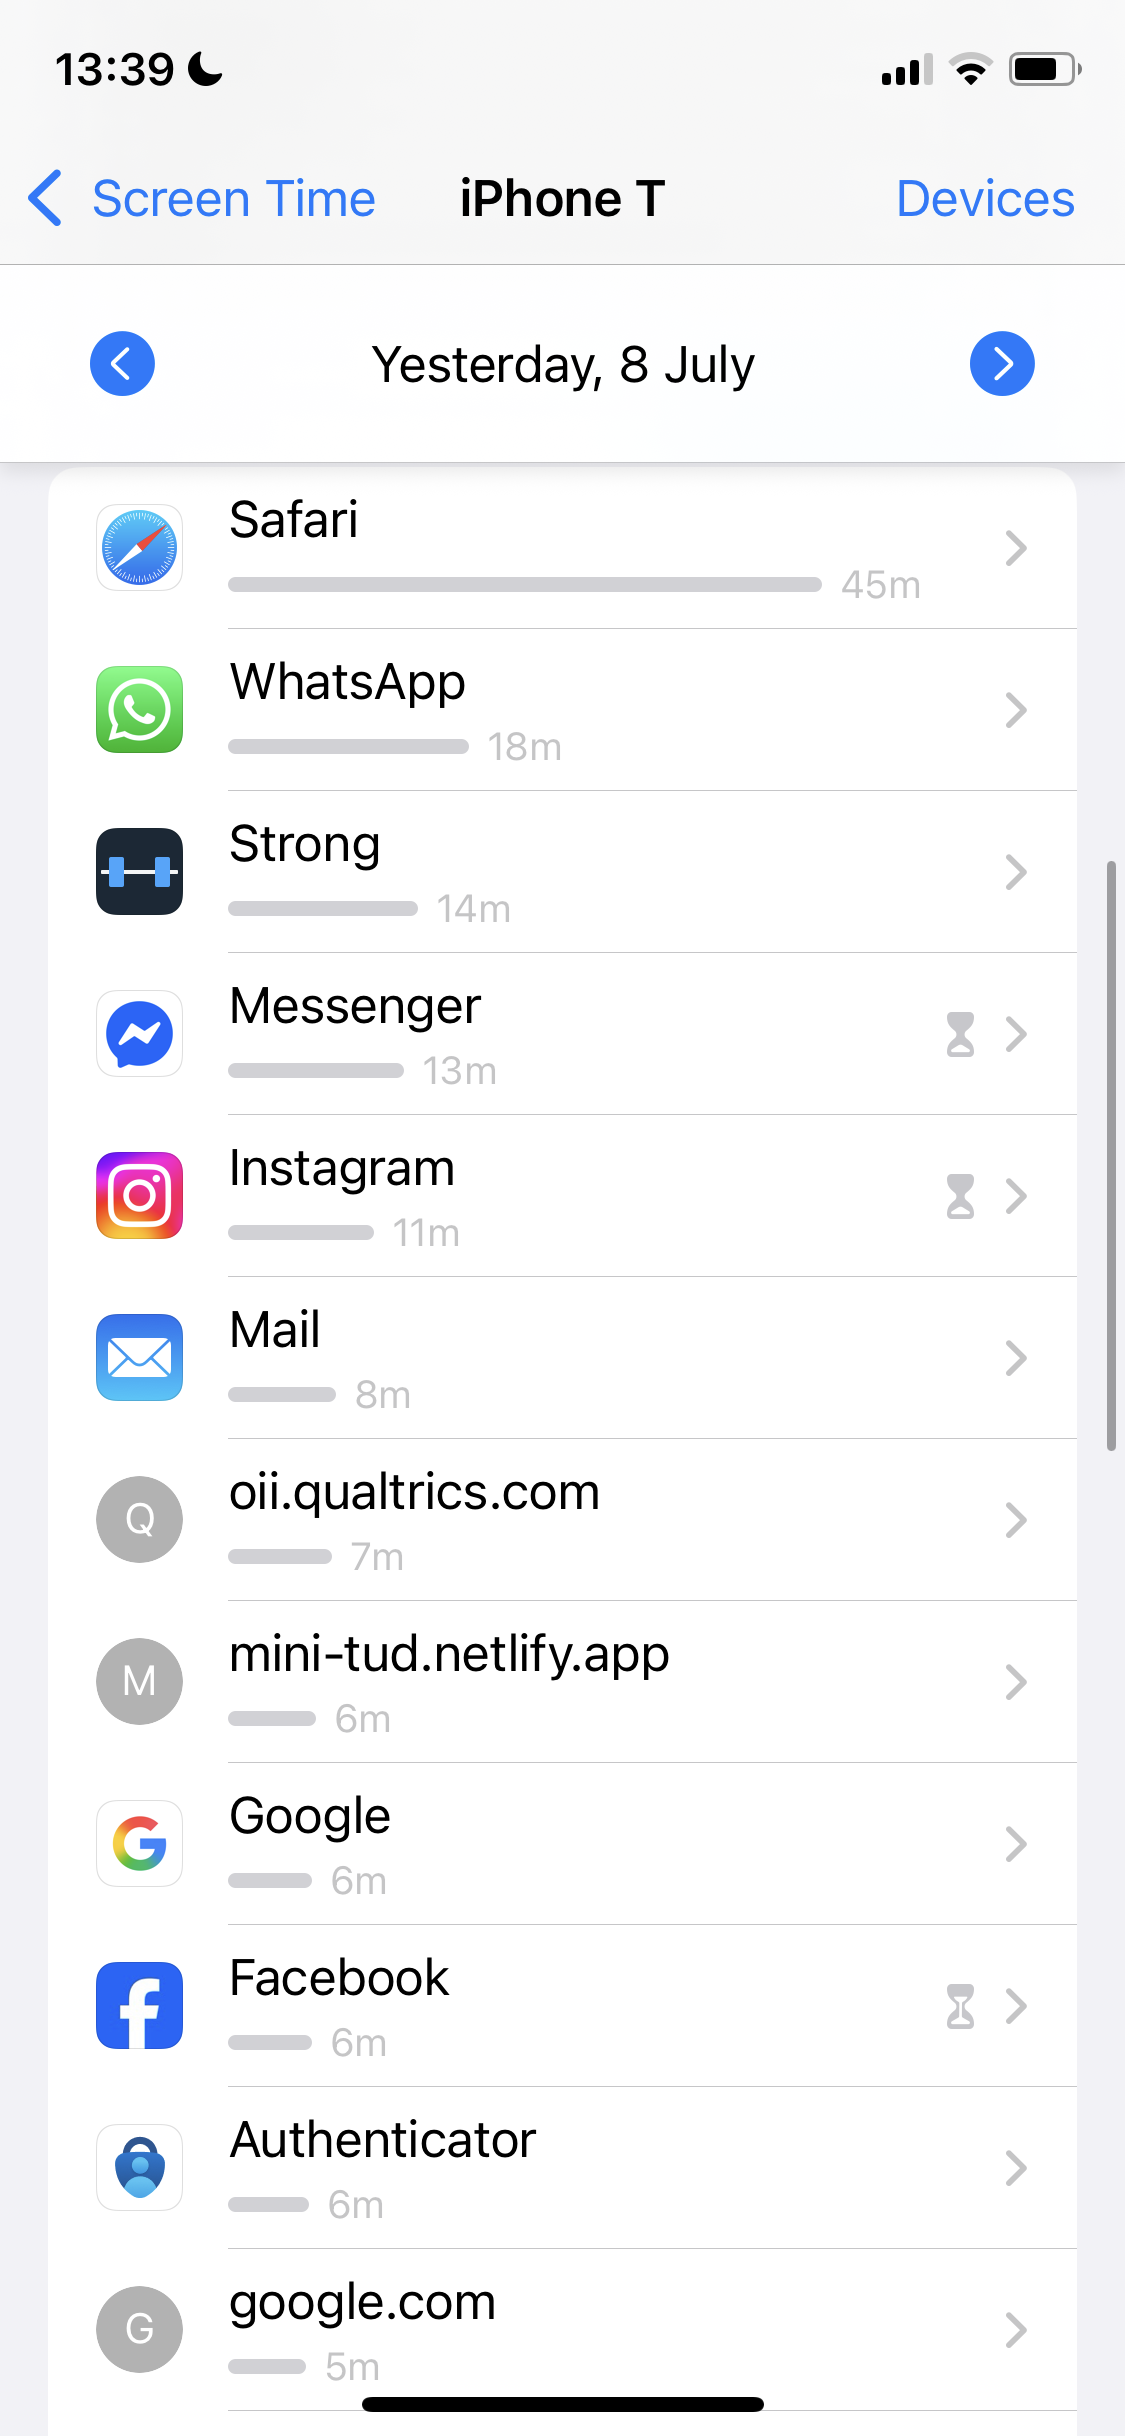 13:39
Screen Time iPhone T Devices
Yesterday, 8 July
Safari
45m
WhatsApp
18m
Strong
14m
Messenger
13m
Instagram
11m
Mail
8m
Q
oii.qualtrics.com
7m
M
mini-tud.netlify.app
6m
G
Google
6m
Facebook
6m
Authenticator
6m
G
google.com
5m